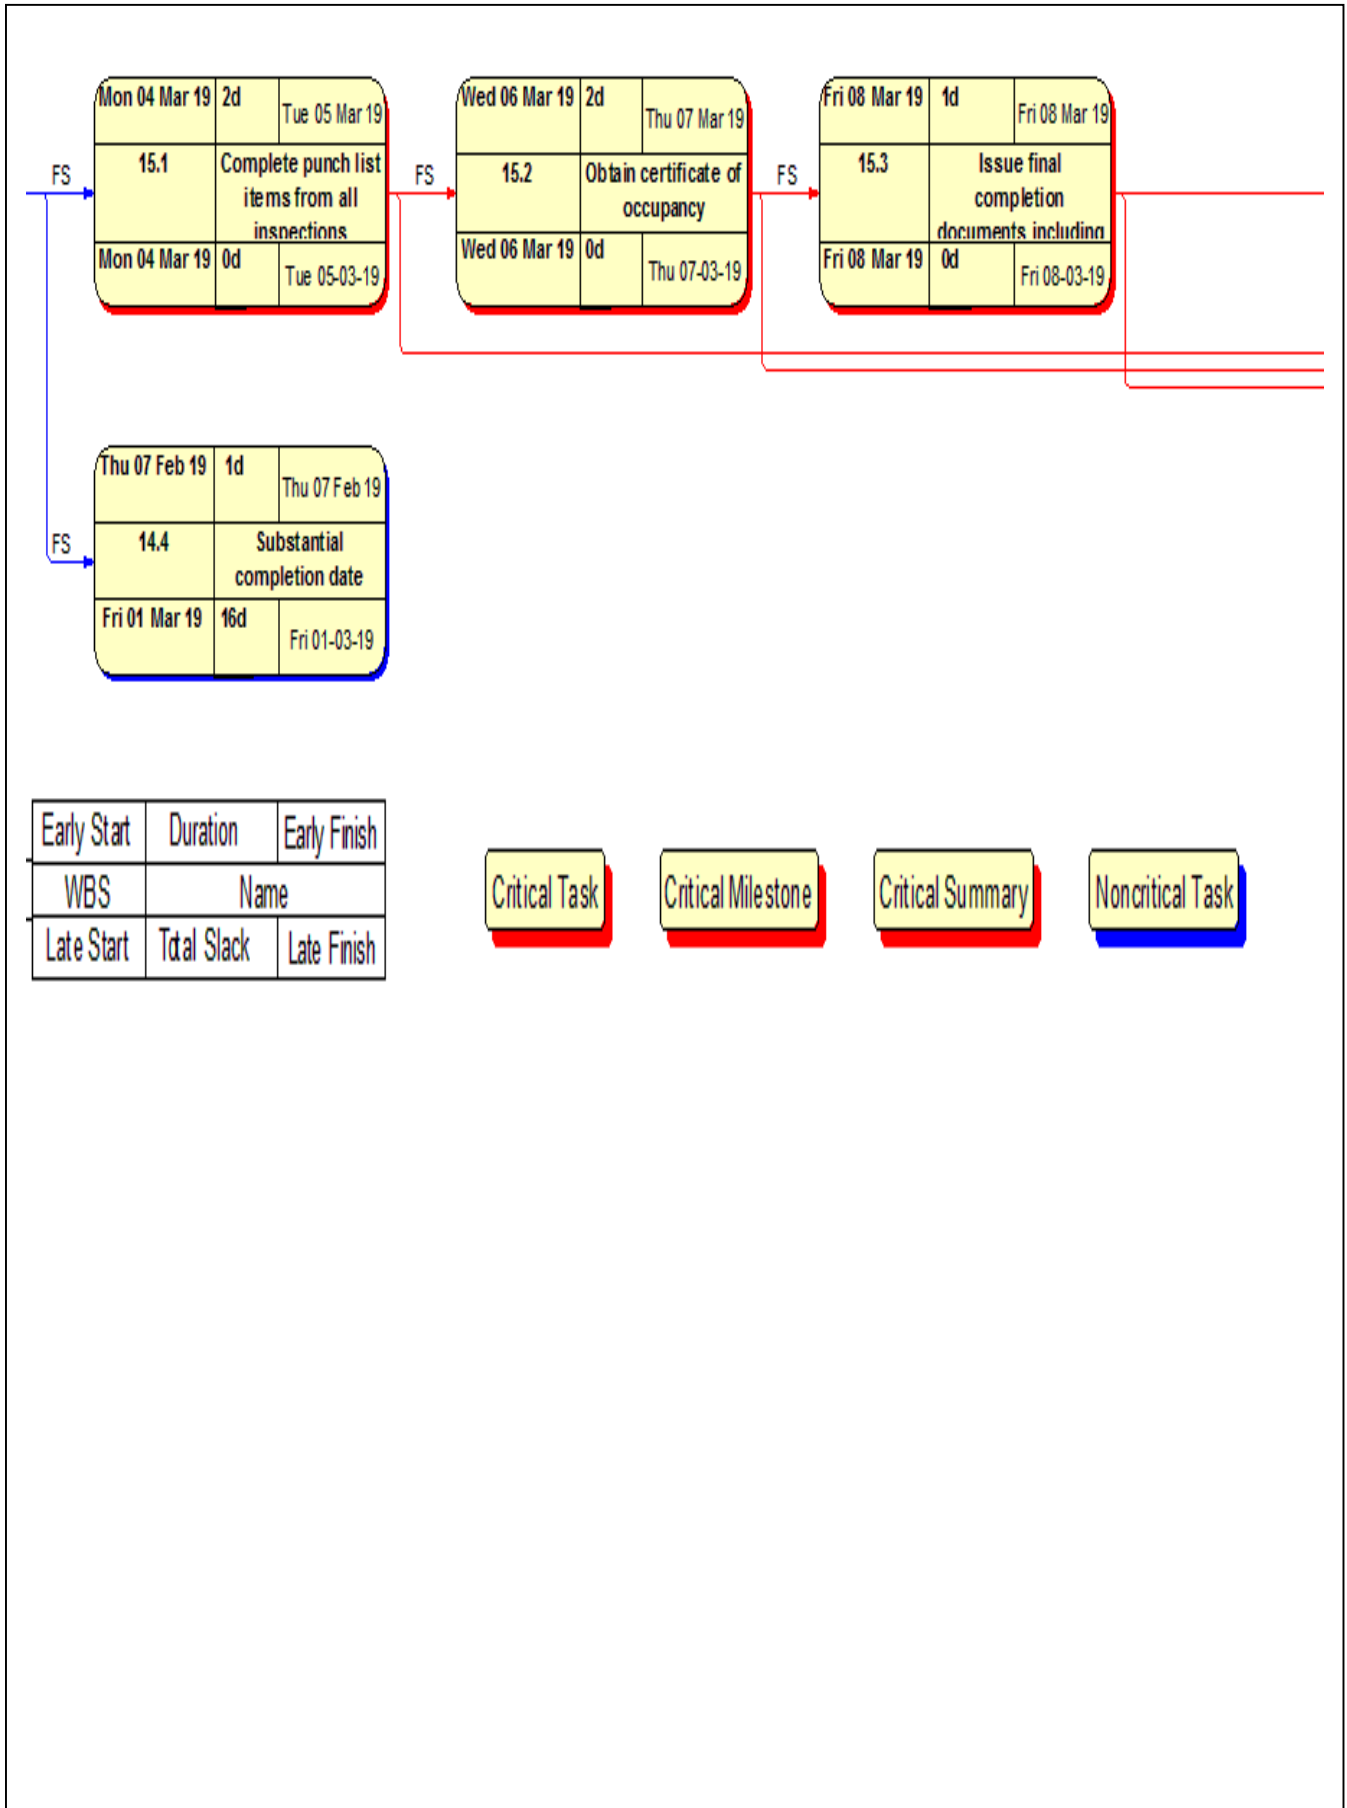 Mon 04 Mar 19 2d Tue 05 Mar 19
FS 15.1 Complete punch list
items from all
inspections
Mon 04 Mar 19 0d Tue 05-03-19
Wed 06 Mar 19 2d Thu 07 Mar 19
FS 15.2 Obtain certificate of
occupancy
Wed 06 Mar 19 0d Thu 07-03-19
Fri 08 Mar 19 1d Fri 08 Mar 19
FS 15.3 Issue final
completion
documents including
Fri 08 Mar 19 0d Fri 08-03-19
Thu 07 Feb 19 1d Thu 07 Feb 19
FS 14.4 Substantial
completion date
Fri 01 Mar 19 16d Fri 01-03-19
Early Start Duration Early Finish
WBS Name
Late Start Total Slack Late Finish
Critical Task
Critical Milestone
Critical Summary
Noncritical Task